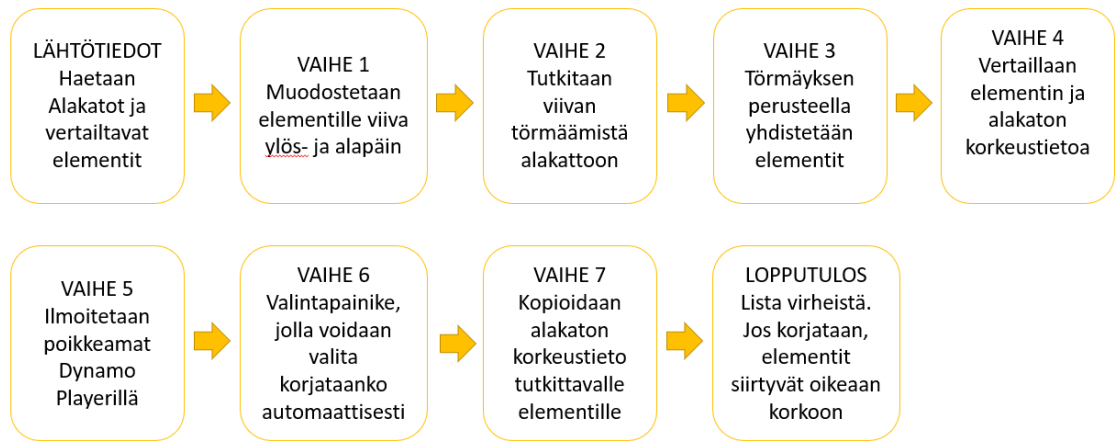 LÄHTÖTIEDOT
Haetaan
Alakatot ja
vertailtavat
elementit
VAIHE 1
Muodostetaan
elementille viiva
ylös- ja alapäin
VAIHE 2
Tutkitaan
viivan
törmäämistä
alakattoon
VAIHE 3
Törmäyksen
perusteella
yhdistetään
elementit
VAIHE 4
Vertaillaan
elementin ja
alakaton
korkeustietoa
VAIHE 5
Ilmoitetaan
poikkeamat
Dynamo
Playerillä
VAIHE 6
Valintapainike,
jolla voidaan
valita
korjataanko
automaattisesti
VAIHE 7
Kopioidaan
alakaton
korkeustieto
tutkittavalle
elementille
LOPPUTULOS
Lista virheistä.
Jos korjataan,
elementit
siirtyvät oikeaan
korkoon